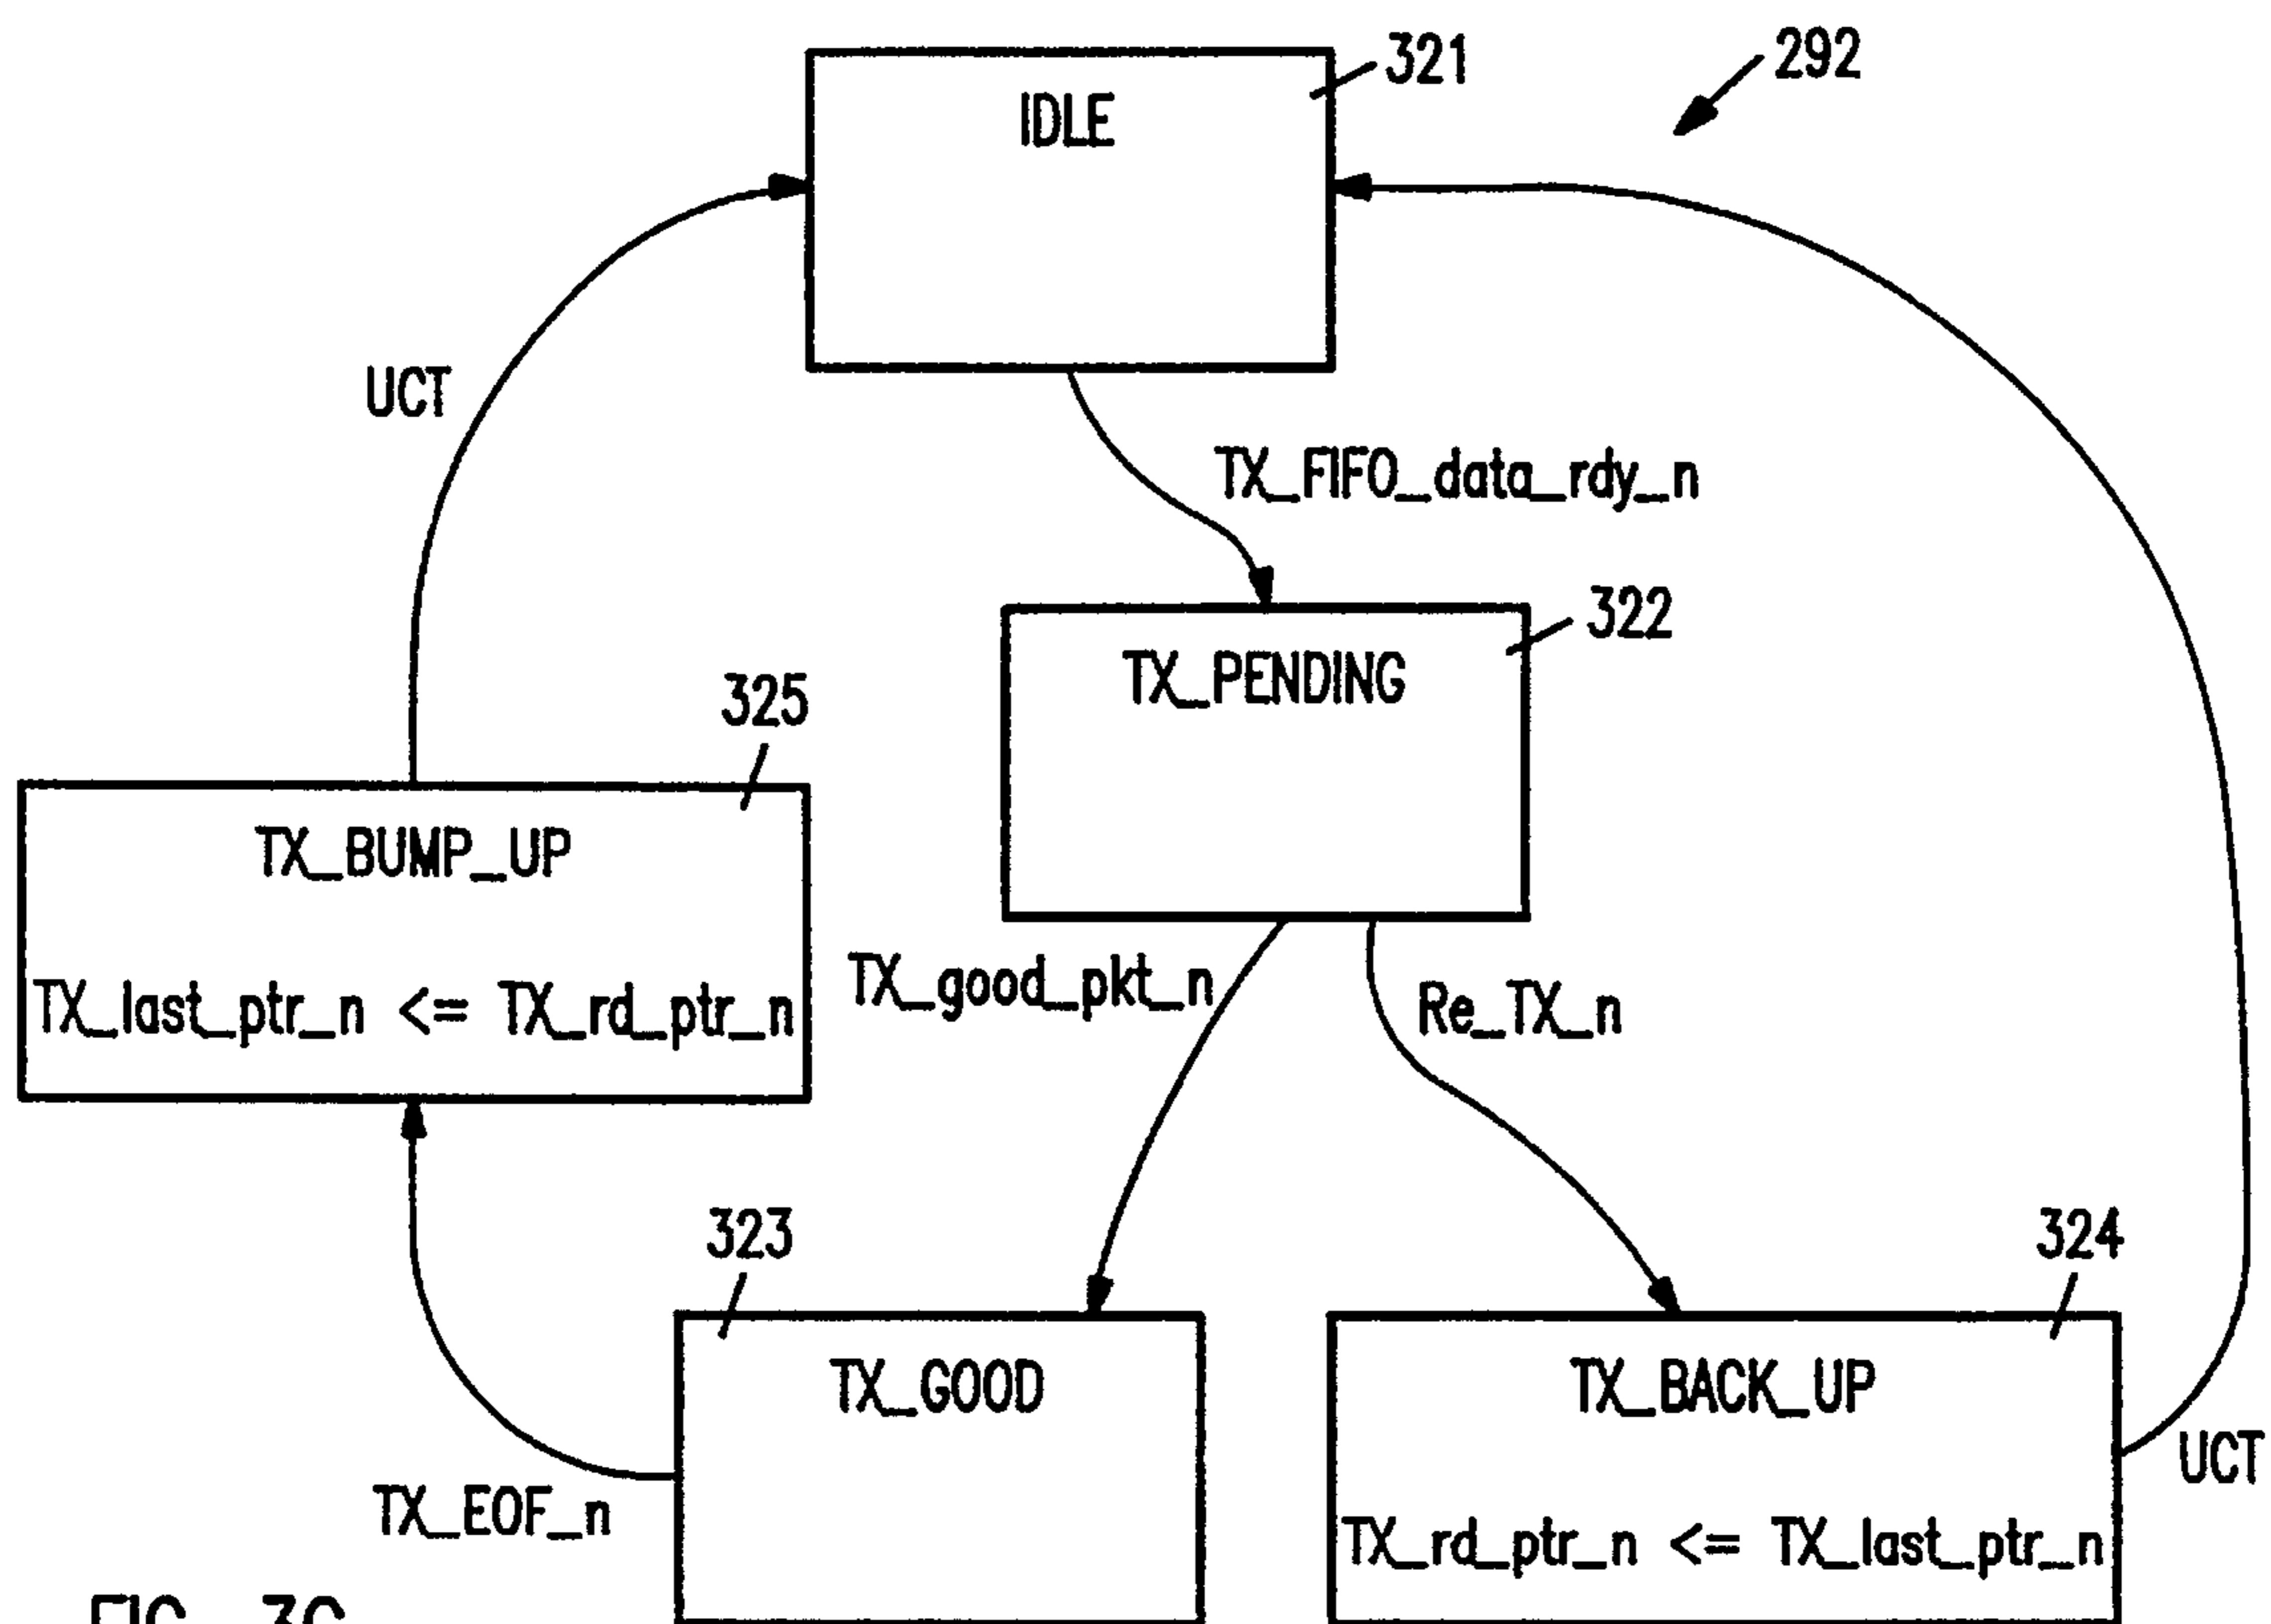 321
292
IDLE
UCT
TX_FIFO_data_rdy_n
322
TX_PENDING
325
TX_BUMP_UP
TX_last_ptr_n <= TX_rd_ptr_n
TX_good_pkt_n
Re_TX_n
323
324
TX_GOOD
TX_BACK_UP
UCT
TX_EOF_n
TX_rd_ptr_n <= TX_last_ptr_n